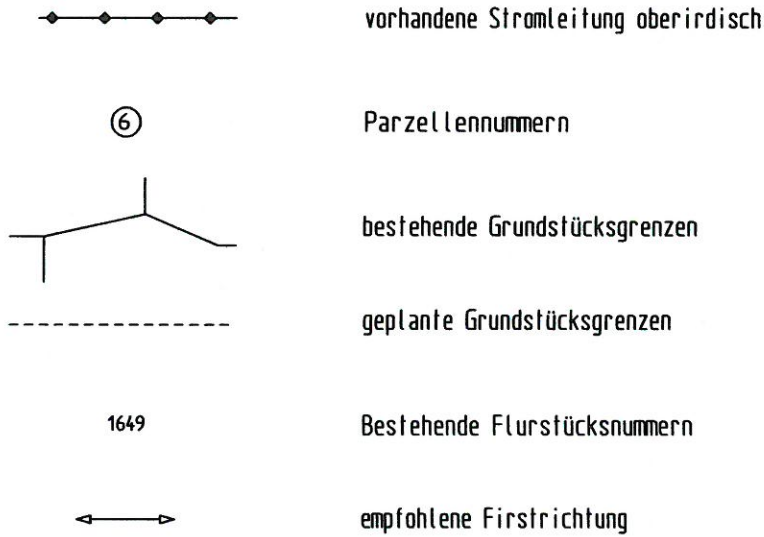 vorhandene Stromleitung oberirdisch
6 Parzellennummern
bestehende Grundstücksgrenzen
geplante Grundstücksgrenzen
1649 Bestehende Flurstücksnummern
empfohlene Firstrichtung